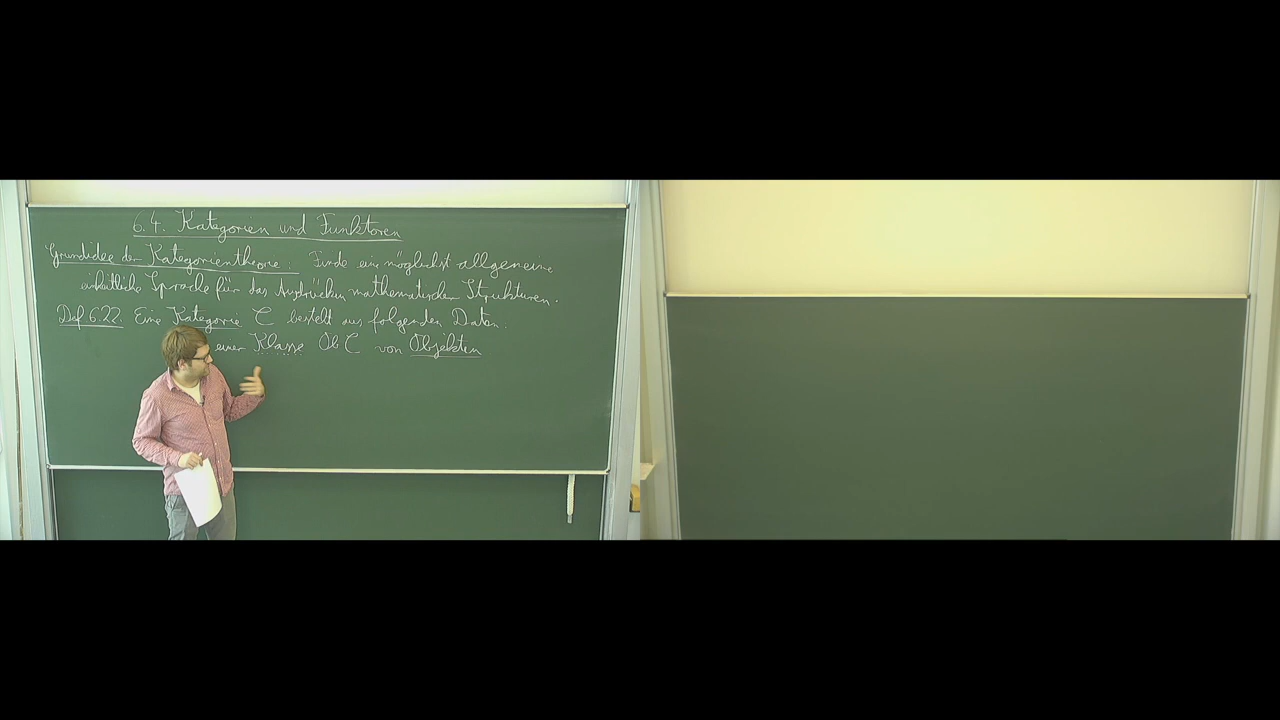 6.4. Kategorien und Funktoren
Grundidee der Kategorientheorie: Finde eine möglichst allgemeine,
einheitliche Sprache für das Ausdrücken mathematischer Strukturen.
Def 6.22. Eine Kategorie C besteht aus folgenden Daten.
einer Klasse Ob C von Objekten